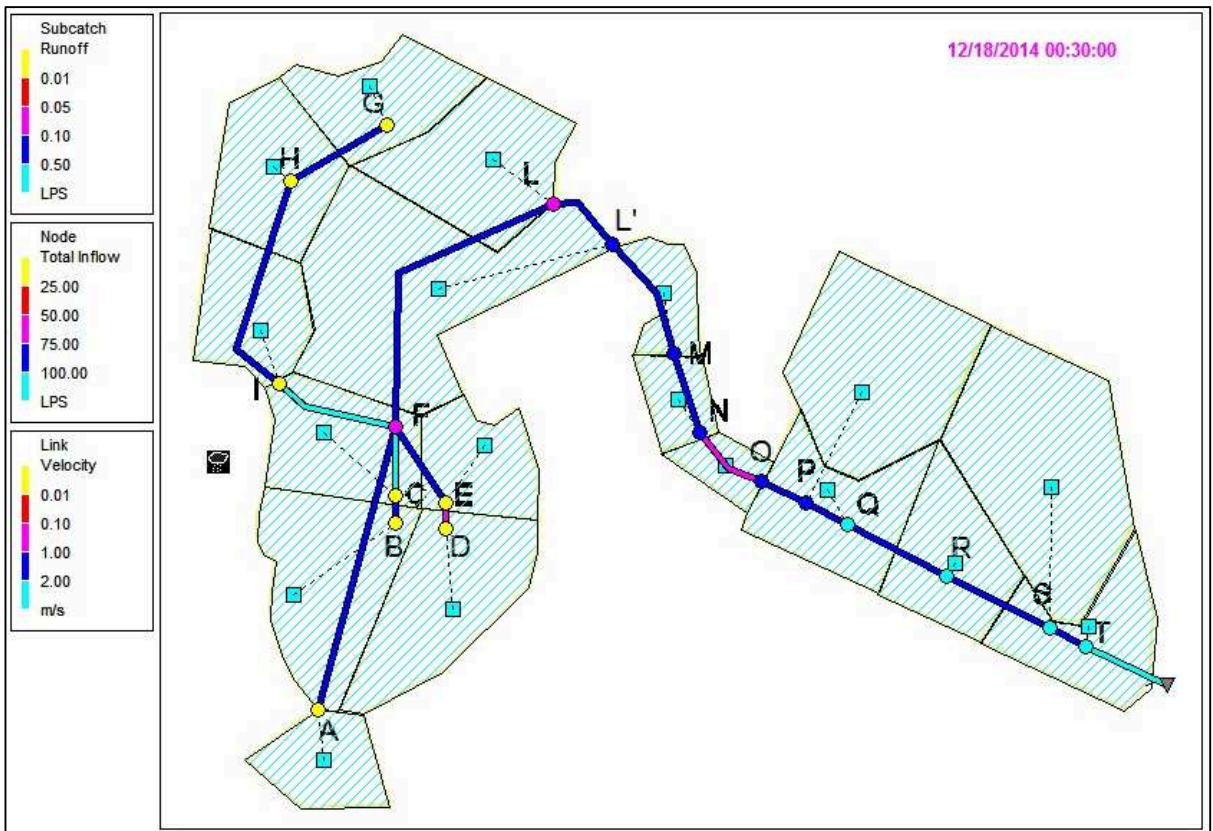 Subcatch
Runoff
0.01
0.05
0.10
0.50
LPS
Node
Total Inflow
25.00
50.00
75.00
100.00
LPS
Link
Velocity
0.01
0.10
1.00
2.00
m/s
12/18/2014 00:30:00
G
H
L
L'
I
F
M
N
C
E
B
D
O
P
Q
R
S
T
A